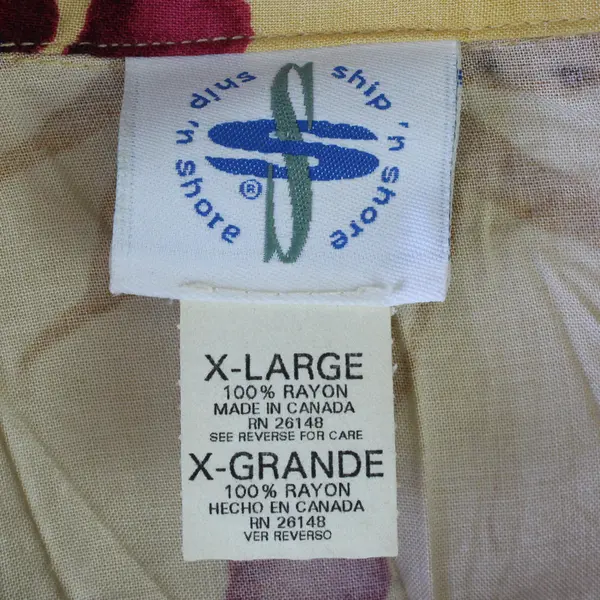 ship 'n shore
plus 'n shore
®
X-LARGE
100% RAYON
MADE IN CANADA
RN 26148
SEE REVERSE FOR CARE
X-GRANDE
100% RAYON
HECHO EN CANADA
RN 26148
VER REVERSO